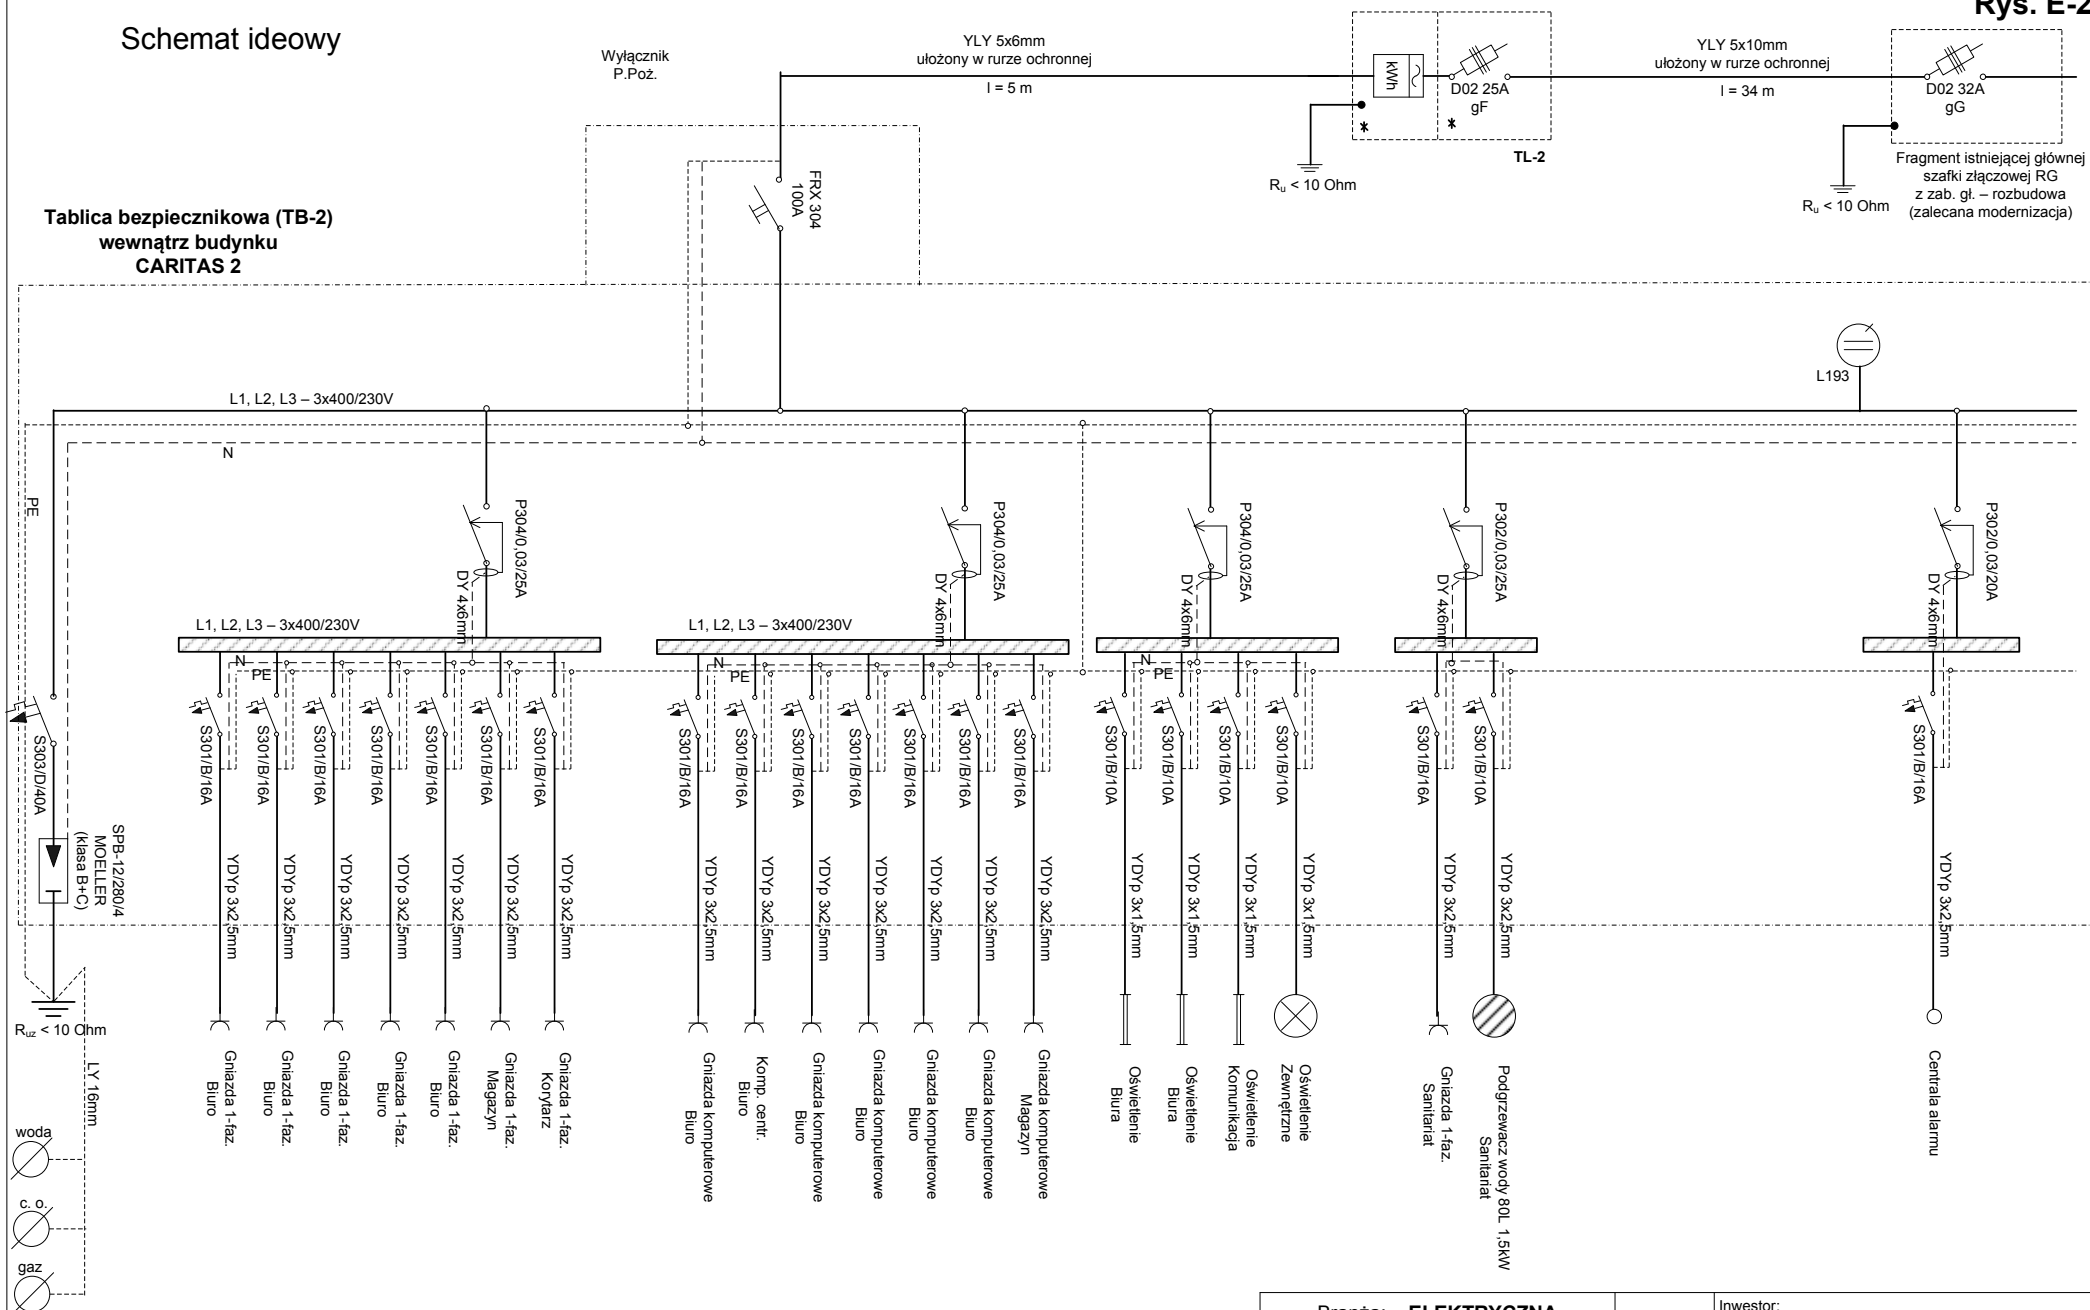 Rys. E-2
Schemat ideowy
Wyłącznik
P.Poż.
YLY 5x6mm
ułożony w rurze ochronnej
l = 5 m
kWh
D02 25A
gF
TL-2
R_u < 10 Ohm
YLY 5x10mm
ułożony w rurze ochronnej
l = 34 m
D02 32A
gG
R_u < 10 Ohm
Fragment istniejącej głównej
szafki złączowej RG
z zab. gł. – rozbudowa
(zalecana modernizacja)
FRX 304
100A
Tablica bezpiecznikowa (TB-2)
wewnątrz budynku
CARITAS 2
L193
L1, L2, L3 – 3x400/230V
N
PE
P304/0,03/25A
DY 4x6mm
P304/0,03/25A
DY 4x6mm
P304/0,03/25A
DY 4x6mm
P302/0,03/25A
DY 4x6mm
P302/0,03/20A
DY 4x6mm
L1, L2, L3 – 3x400/230V
L1, L2, L3 – 3x400/230V
N
PE
N
PE
N
PE
S303/D/40A
S301/B/16A
S301/B/16A
S301/B/16A
S301/B/16A
S301/B/16A
S301/B/16A
S301/B/16A
S301/B/16A
S301/B/16A
S301/B/16A
S301/B/16A
S301/B/16A
S301/B/16A
S301/B/16A
S301/B/10A
S301/B/10A
S301/B/10A
S301/B/10A
S301/B/16A
S301/B/16A
S301/B/16A
SPB-12/280/4
MOELLER
(klasa B+C)
YDYp 3x2,5mm
YDYp 3x2,5mm
YDYp 3x2,5mm
YDYp 3x2,5mm
YDYp 3x2,5mm
YDYp 3x2,5mm
YDYp 3x2,5mm
YDYp 3x2,5mm
YDYp 3x2,5mm
YDYp 3x2,5mm
YDYp 3x2,5mm
YDYp 3x2,5mm
YDYp 3x2,5mm
YDYp 3x2,5mm
YDYp 3x1,5mm
YDYp 3x1,5mm
YDYp 3x1,5mm
YDYp 3x1,5mm
YDYp 3x2,5mm
YDYp 3x2,5mm
YDYp 3x2,5mm
R_uz < 10 Ohm
LY 16mm
Gniazda 1-faz.
Biuro
Gniazda 1-faz.
Biuro
Gniazda 1-faz.
Biuro
Gniazda 1-faz.
Biuro
Gniazda 1-faz.
Biuro
Gniazda 1-faz.
Magazyn
Gniazda 1-faz.
Korytarz
Gniazda komputerowe
Biuro
Komp. centr.
Biuro
Gniazda komputerowe
Biuro
Gniazda komputerowe
Biuro
Gniazda komputerowe
Biuro
Gniazda komputerowe
Biuro
Gniazda komputerowe
Magazyn
Oświetlenie
Biura
Oświetlenie
Biura
Oświetlenie
Komunikacja
Oświetlenie
Zewnętrzne
Gniazda 1-faz.
Sanitariat
Podgrzewacz wody 80L 1,5kW
Sanitariat
Centrala alarmu
woda
c. o.
gaz
Branża: ELEKTRYCZNA
Inwestor: